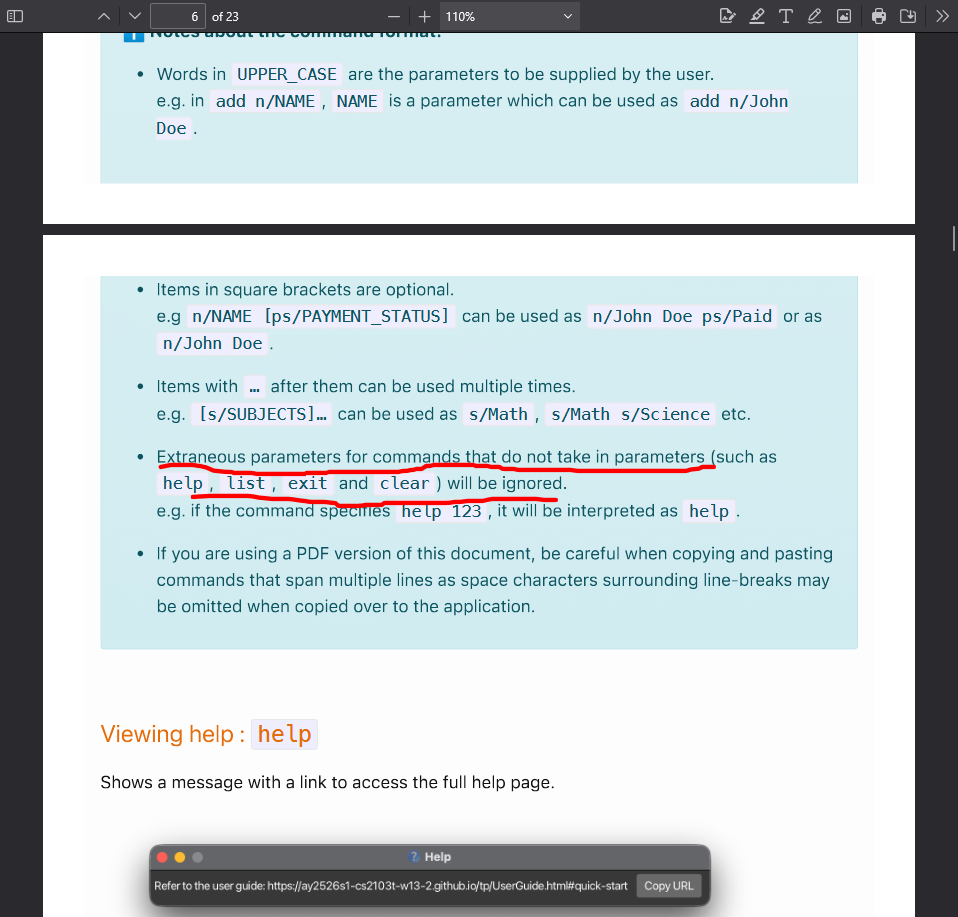 6 of 23 110%
Notes about the command format:
• Words in UPPER_CASE are the parameters to be supplied by the user.
e.g. in add n/NAME, NAME is a parameter which can be used as add n/John
Doe.
• Items in square brackets are optional.
e.g n/NAME [ps/PAYMENT_STATUS] can be used as n/John Doe ps/Paid or as
n/John Doe.
• Items with … after them can be used multiple times.
e.g. [s/SUBJECTS]… can be used as s/Math, s/Math s/Science etc.
• Extraneous parameters for commands that do not take in parameters (such as
help, list, exit and clear) will be ignored.
e.g. if the command specifies help 123, it will be interpreted as help.
• If you are using a PDF version of this document, be careful when copying and pasting
commands that span multiple lines as space characters surrounding line-breaks may
be omitted when copied over to the application.
Viewing help : help
Shows a message with a link to access the full help page.
Help
Refer to the user guide: https://ay2526s1-cs2103t-w13-2.github.io/tp/UserGuide.html#quick-start Copy URL